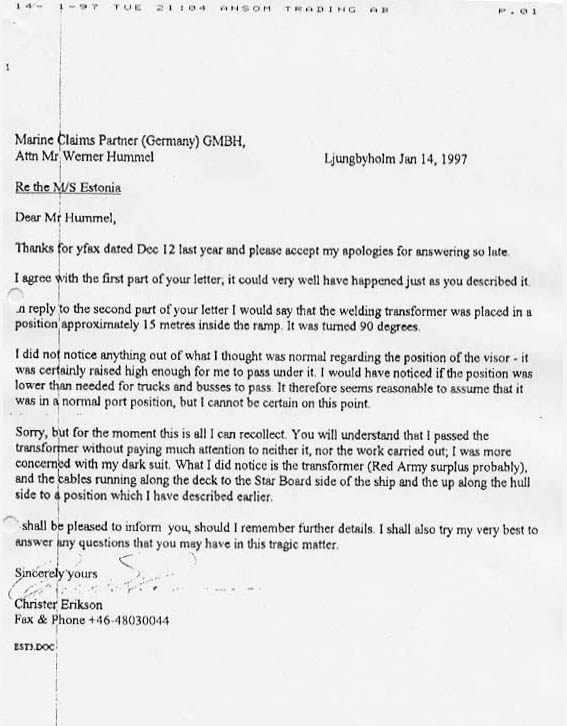 14- 1-97 TUE 21:04 ANSOM TRADING AB P.01
1
Marine Claims Partner (Germany) GMBH,
Attn Mr Werner Hummel Ljungbyholm Jan 14, 1997
Re the M/S Estonia
Dear Mr Hummel,
Thanks for yfax dated Dec 12 last year and please accept my apologies for answering so late.
I agree with the first part of your letter, it could very well have happened just as you described it.
n reply to the second part of your letter I would say that the welding transformer was placed in a
position approximately 15 metres inside the ramp. It was turned 90 degrees.
I did not notice anything out of what I thought was normal regarding the position of the visor - it
was certainly raised high enough for me to pass under it. I would have noticed if the position was
lower than needed for trucks and busses to pass. It therefore seems reasonable to assume that it
was in a normal port position, but I cannot be certain on this point.
Sorry, but for the moment this is all I can recollect. You will understand that I passed the
transformer without paying much attention to neither it, nor the work carried out; I was more
concerned with my dark suit. What I did notice is the transformer (Red Army surplus probably),
and the cables running along the deck to the Star Board side of the ship and the up along the hull
side to a position which I have described earlier.
shall be pleased to inform you, should I remember further details. I shall also try my very best to
answer any questions that you may have in this tragic matter.
Sincerely yours
Christer Erikson
Fax & Phone +46-48030044
EST3.DOC